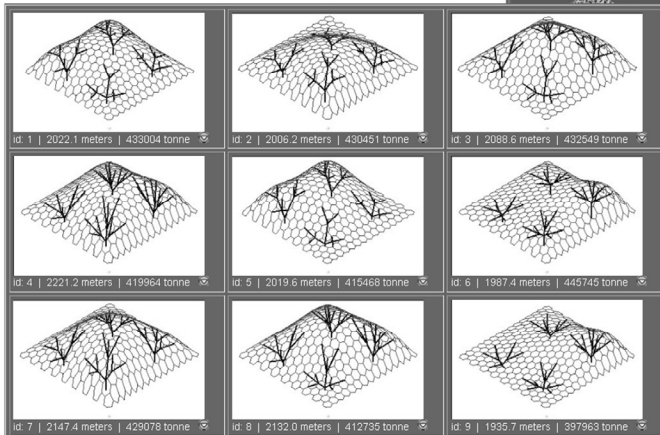 id: 1 | 2022.1 meters | 433004 tonne
id: 2 | 2006.2 meters | 430451 tonne
id: 3 | 2088.6 meters | 432549 tonne
id: 4 | 2221.2 meters | 419964 tonne
id: 5 | 2019.6 meters | 415468 tonne
id: 6 | 1987.4 meters | 445745 tonne
id: 7 | 2147.4 meters | 429078 tonne
id: 8 | 2132.0 meters | 412735 tonne
id: 9 | 1935.7 meters | 397963 tonne